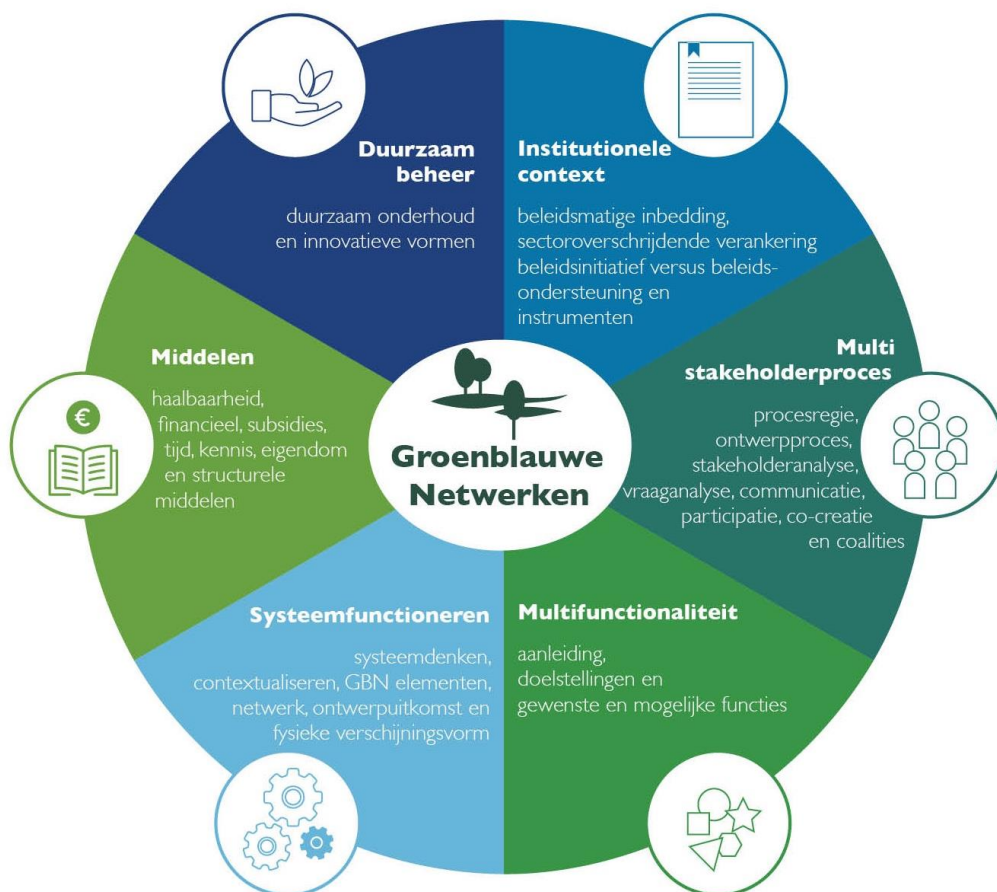 Duurzaam
beheer
duurzaam onderhoud
en innovatieve vormen
Institutionele
context
beleidsmatige inbedding,
sectoroverschrijdende verankering
beleidsinitiatief versus beleids-
ondersteuning en
instrumenten
Multi
stakeholderproces
procesregie,
ontwerpproces,
stakeholderanalyse,
vraaganalyse, communicatie,
participatie, co-creatie
en coalities
Multifunctionaliteit
aanleiding,
doelstellingen en
gewenste en mogelijke functies
Systeemfunctioneren
systeemdenken,
contextualiseren, GBN elementen,
netwerk, ontwerpuitkomst en
fysieke verschijningsvorm
Middelen
€
haalbaarheid,
financieel, subsidies,
tijd, kennis, eigendom
en structurele
middelen
Groenblauwe
Netwerken